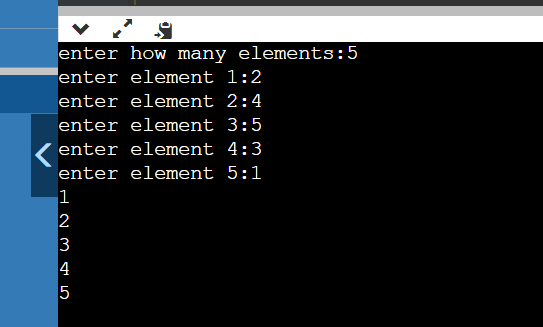 enter how many elements:5
enter element 1:2
enter element 2:4
enter element 3:5
enter element 4:3
enter element 5:1
1
2
3
4
5